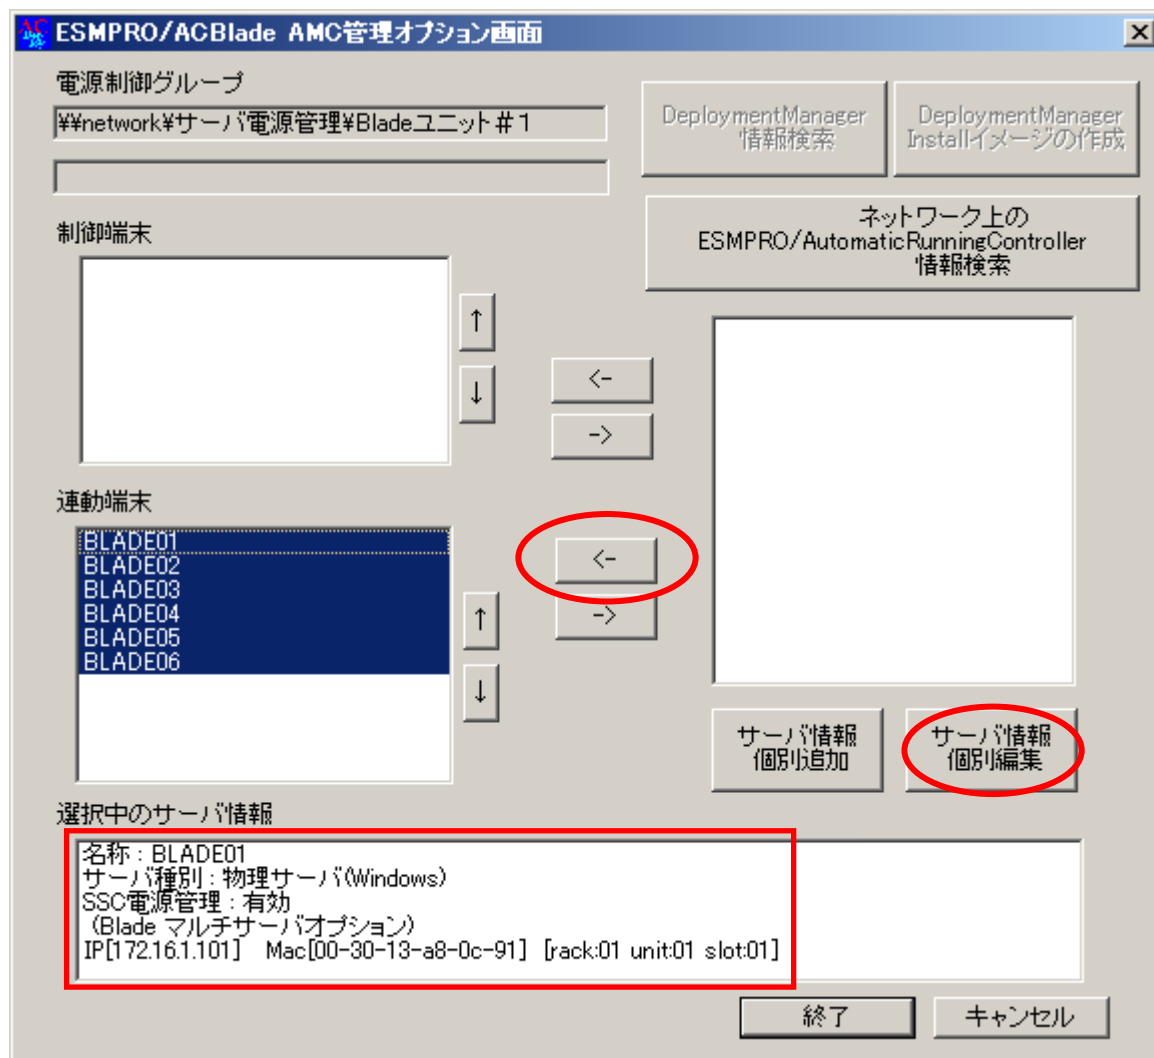 ESMPRO/ACBlade AMC管理オプション画面
電源制御グループ
¥¥network¥サーバ電源管理¥Bladeユニット＃１
DeploymentManager
情報検索
DeploymentManager
Installイメージの作成
ネットワーク上の
ESMPRO/AutomaticRunningController
情報検索
制御端末
↑
↓
<-
->
連動端末
BLADE01
BLADE02
BLADE03
BLADE04
BLADE05
BLADE06
↑
↓
<-
->
サーバ情報
個別追加
サーバ情報
個別編集
選択中のサーバ情報
名称：BLADE01
サーバ種別：物理サーバ(Windows)
SSC電源管理：有効
(Blade マルチサーバオプション)
IP[172.16.1.101] Mac[00-30-13-a8-0c-91] [rack:01 unit:01 slot:01]
終了
キャンセル